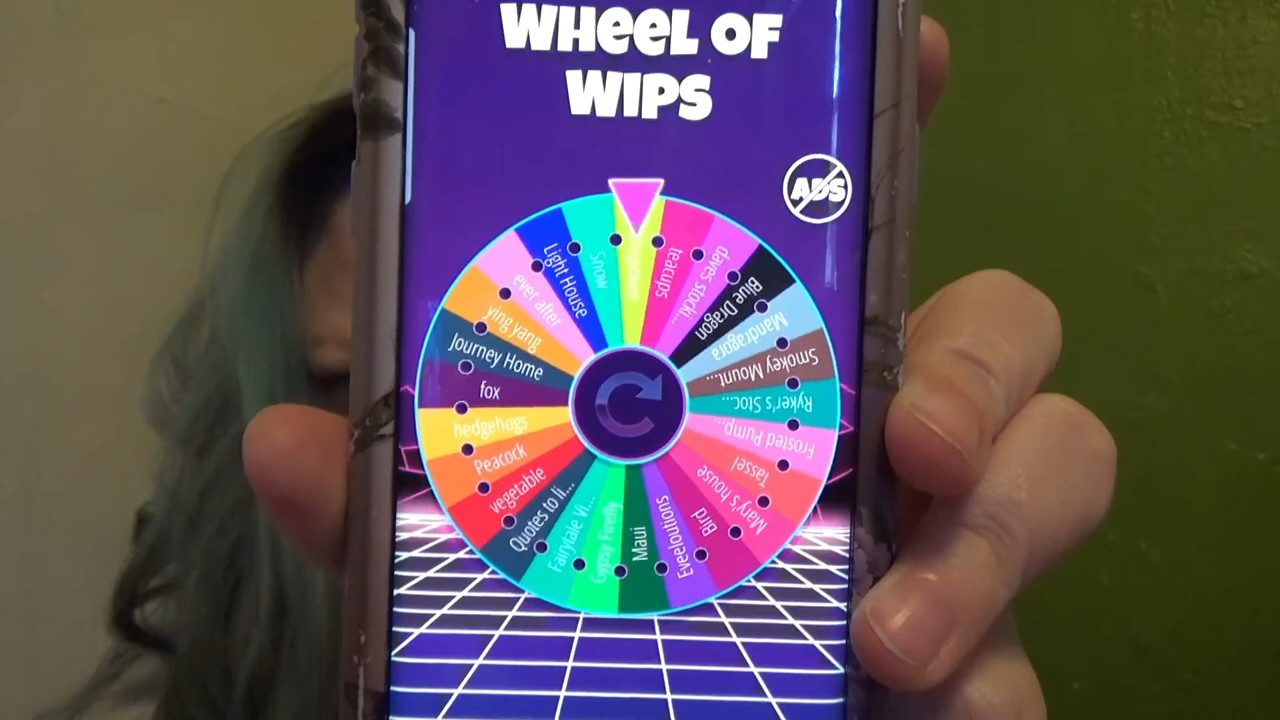 WHeeL OF
WIPS
ADS
Snow
teacups
daves stocki...
Blue Dragon
Mandragora
Smokey Mount...
Ryker's Stoc...
Frosted Pump...
Tassel
Mary's house
Bird
Eveeloutions
Maui
Gypsy Firefly
Fairytale Vi...
Quotes to li...
vegetable
Peacock
hedgehogs
fox
Journey Home
ying yang
ever after
Light House